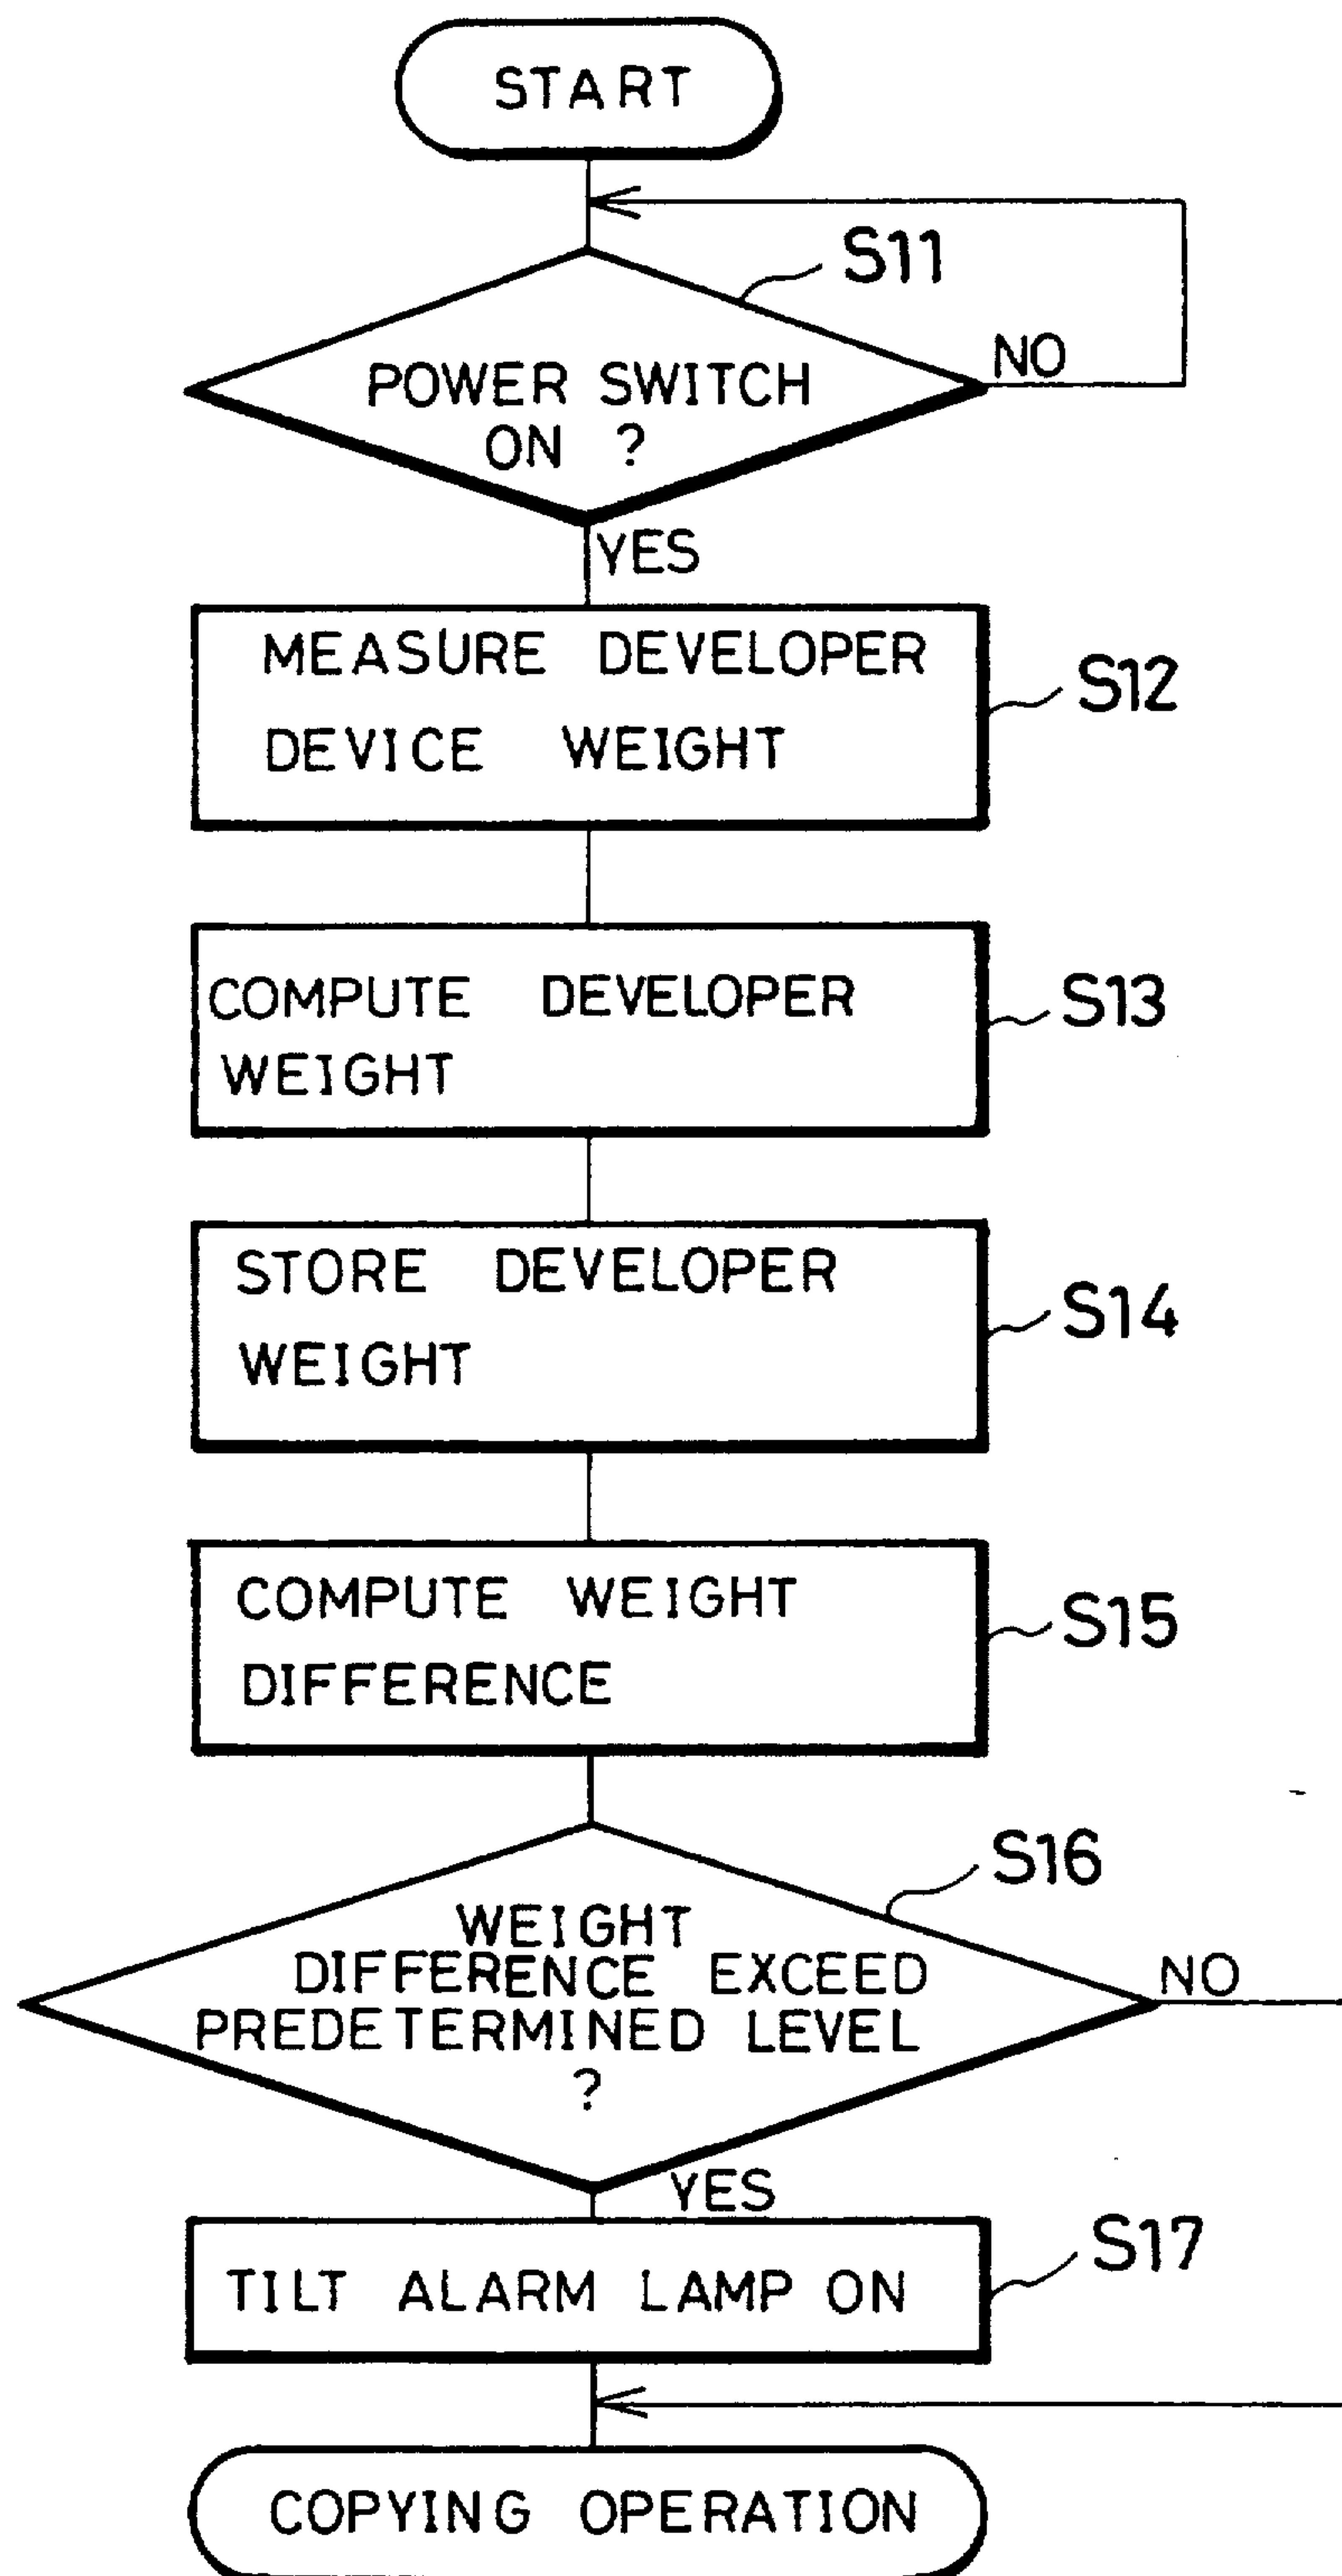 START
S11
POWER SWITCH
ON ?
NO
YES
MEASURE DEVELOPER
DEVICE WEIGHT
S12
COMPUTE DEVELOPER
WEIGHT
S13
STORE DEVELOPER
WEIGHT
S14
COMPUTE WEIGHT
DIFFERENCE
S15
S16
WEIGHT
DIFFERENCE EXCEED
PREDETERMINED LEVEL
?
NO
YES
TILT ALARM LAMP ON
S17
COPYING OPERATION